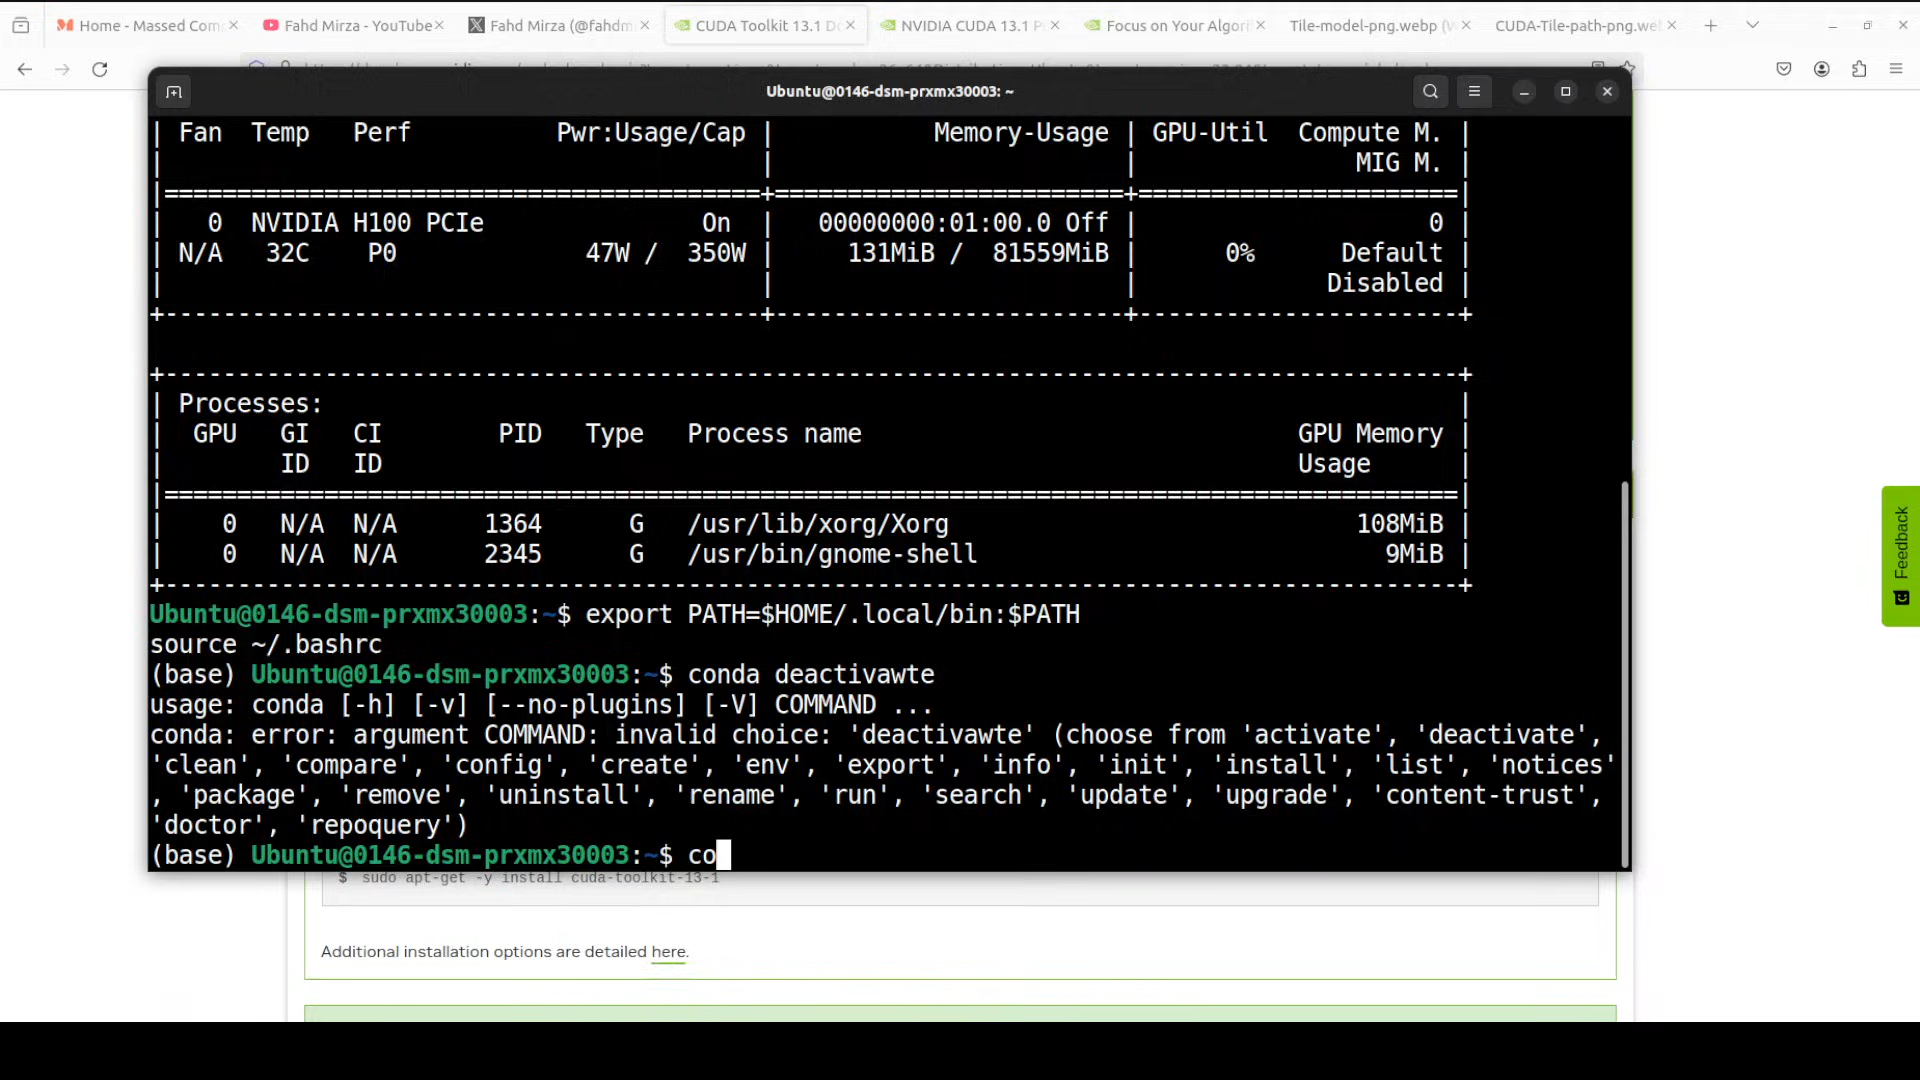 Home - Massed Com
Fahd Mirza - YouTube
Fahd Mirza (@fahdm
CUDA Toolkit 13.1 Do
NVIDIA CUDA 13.1 P
Focus on Your Algori
Tile-model-png.webp (W
CUDA-Tile-path-png.we
Ubuntu@0146-dsm-prxmx30003: ~
| Fan  Temp   Perf          Pwr:Usage/Cap |           Memory-Usage | GPU-Util  Compute M. |
|                                         |                        |               MIG M. |
|=========================================+========================+======================|
|   0  NVIDIA H100 PCIe               On  |   00000000:01:00.0 Off |                    0 |
| N/A   32C    P0             47W /  350W |     131MiB /  81559MiB |      0%      Default |
|                                         |                        |             Disabled |
+-----------------------------------------+------------------------+----------------------+
+-----------------------------------------------------------------------------------------+
| Processes:                                                                              |
|  GPU   GI   CI              PID   Type   Process name                        GPU Memory |
|        ID   ID                                                               Usage      |
|=========================================================================================|
|    0   N/A  N/A            1364      G   /usr/lib/xorg/Xorg                      108MiB |
|    0   N/A  N/A            2345      G   /usr/bin/gnome-shell                      9MiB |
+-----------------------------------------------------------------------------------------+
Ubuntu@0146-dsm-prxmx30003:~$ export PATH=$HOME/.local/bin:$PATH
source ~/.bashrc
(base) Ubuntu@0146-dsm-prxmx30003:~$ conda deactivawte
usage: conda [-h] [-v] [--no-plugins] [-V] COMMAND ...
conda: error: argument COMMAND: invalid choice: 'deactivawte' (choose from 'activate', 'deactivate',
'clean', 'compare', 'config', 'create', 'env', 'export', 'info', 'init', 'install', 'list', 'notices'
, 'package', 'remove', 'uninstall', 'rename', 'run', 'search', 'update', 'upgrade', 'content-trust',
'doctor', 'repoquery')
(base) Ubuntu@0146-dsm-prxmx30003:~$ co
$ sudo apt-get -y install cuda-toolkit-13-1
Additional installation options are detailed here.
Feedback